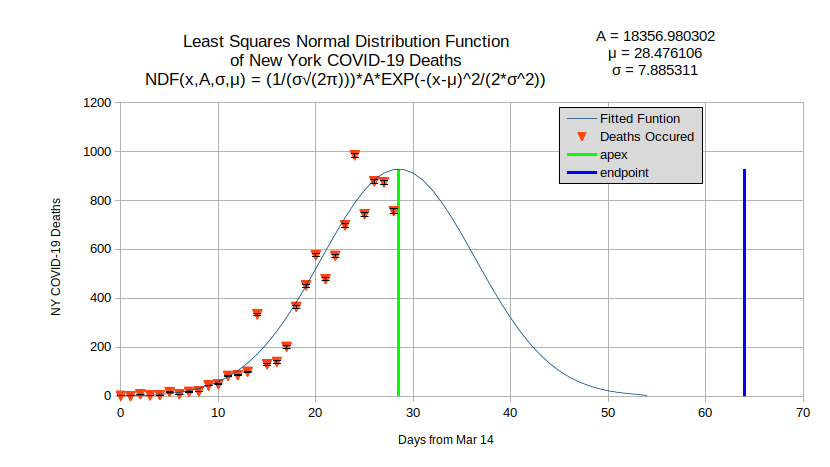 Least Squares Normal Distribution Function
of New York COVID-19 Deaths
NDF(x,A,σ,μ) = (1/(σ√(2π)))*A*EXP(-(x-μ)^2/(2*σ^2))
A = 18356.980302
μ = 28.476106
σ = 7.885311
Fitted Funtion
Deaths Occured
apex
endpoint
NY COVID-19 Deaths
1200
1000
800
600
400
200
0
0 10 20 30 40 50 60 70
Days from Mar 14